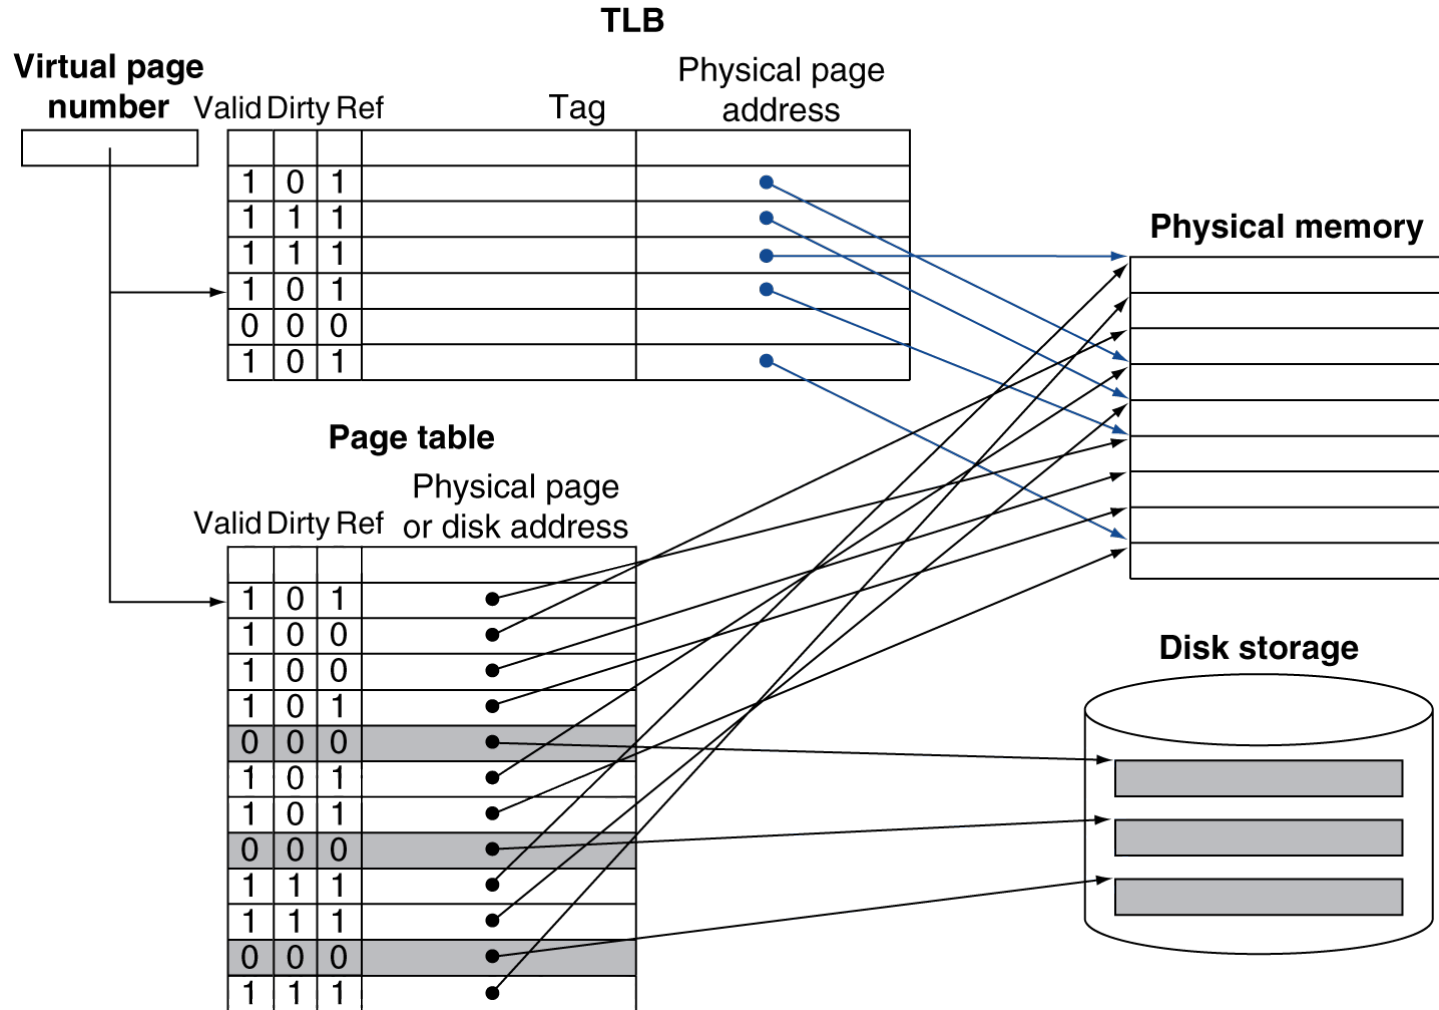 TLB
Virtual page
number
Valid Dirty Ref
Tag
Physical page
address
1 0 1
1 1 1
1 1 1
1 0 1
0 0 0
1 0 1
Physical memory
Page table
Physical page
or disk address
Valid Dirty Ref
1 0 1
1 0 0
1 0 0
1 0 1
0 0 0
1 0 1
1 0 1
0 0 0
1 1 1
1 1 1
0 0 0
1 1 1
Disk storage